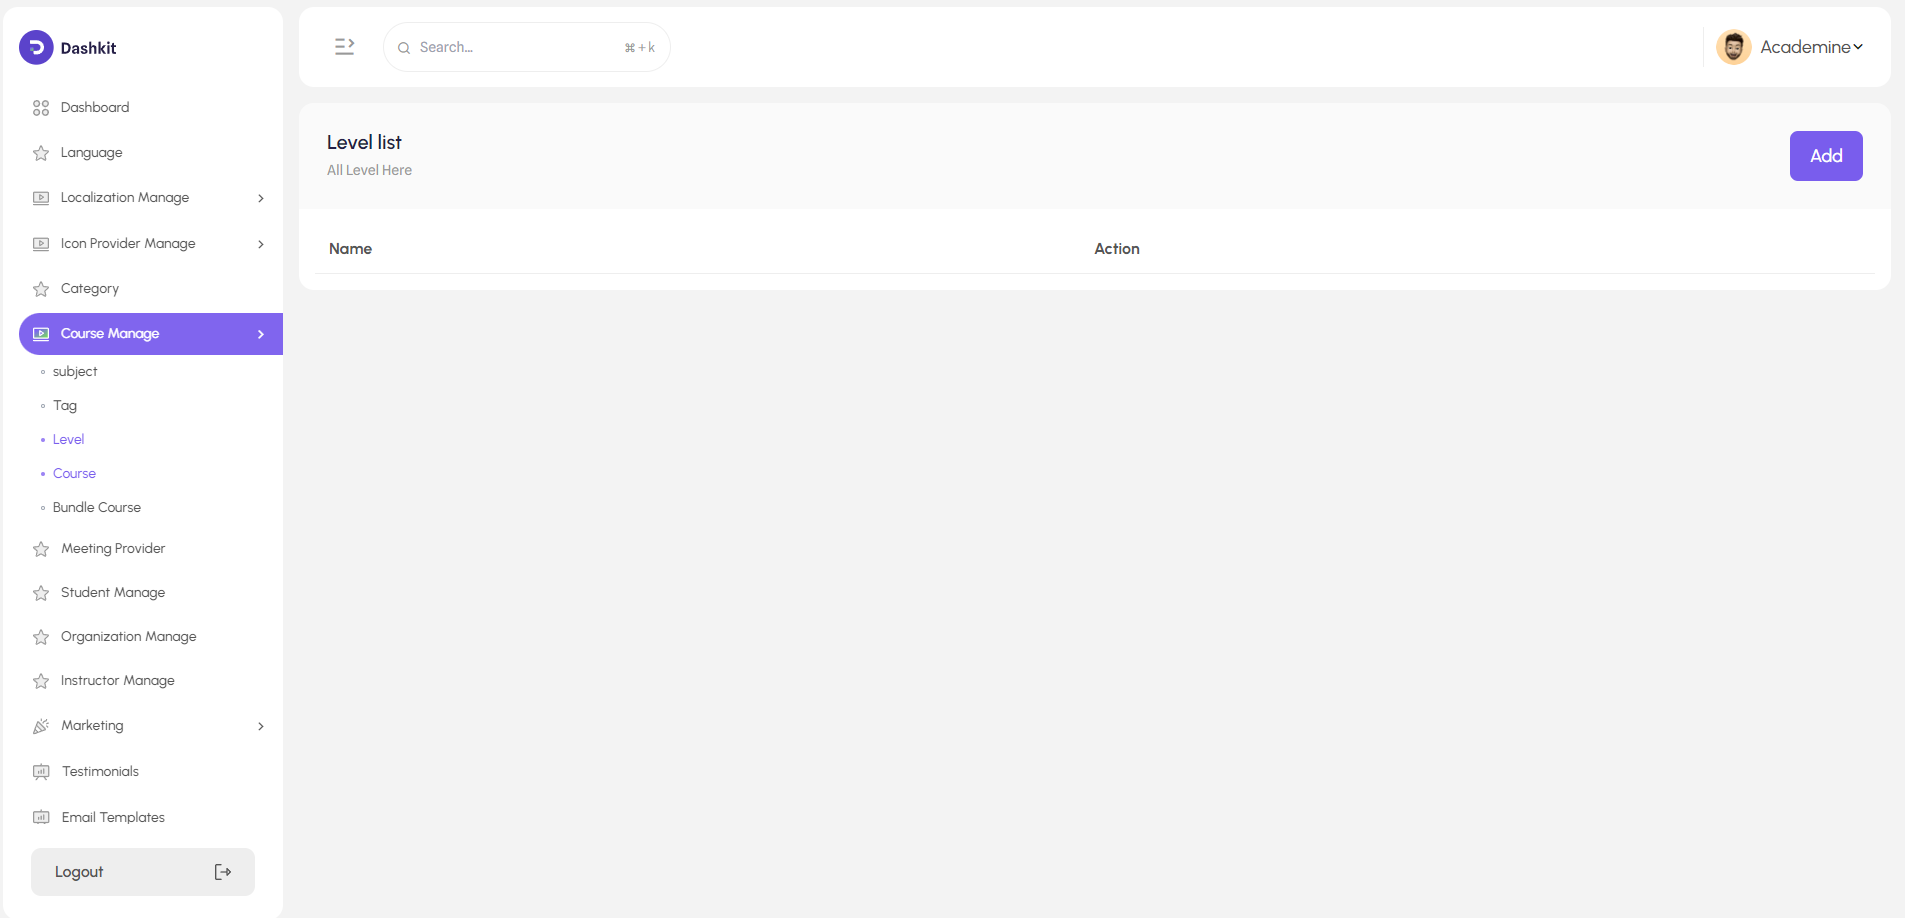 Dashkit
Dashboard
Language
Localization Manage
Icon Provider Manage
Category
Course Manage
subject
Tag
Level
Course
Bundle Course
Meeting Provider
Student Manage
Organization Manage
Instructor Manage
Marketing
Testimonials
Email Templates
Logout
Search...
⌘ + k
Academine
Level list
All Level Here
Add
Name
Action